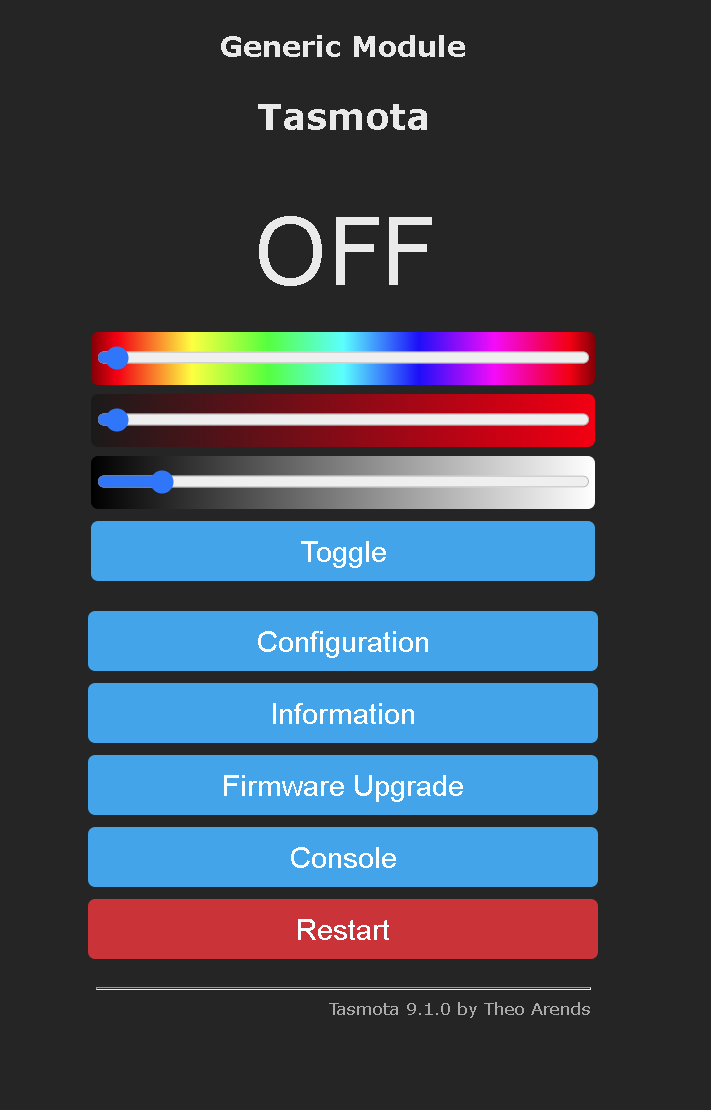 Generic Module
Tasmota
OFF
Toggle
Configuration
Information
Firmware Upgrade
Console
Restart
Tasmota 9.1.0 by Theo Arends